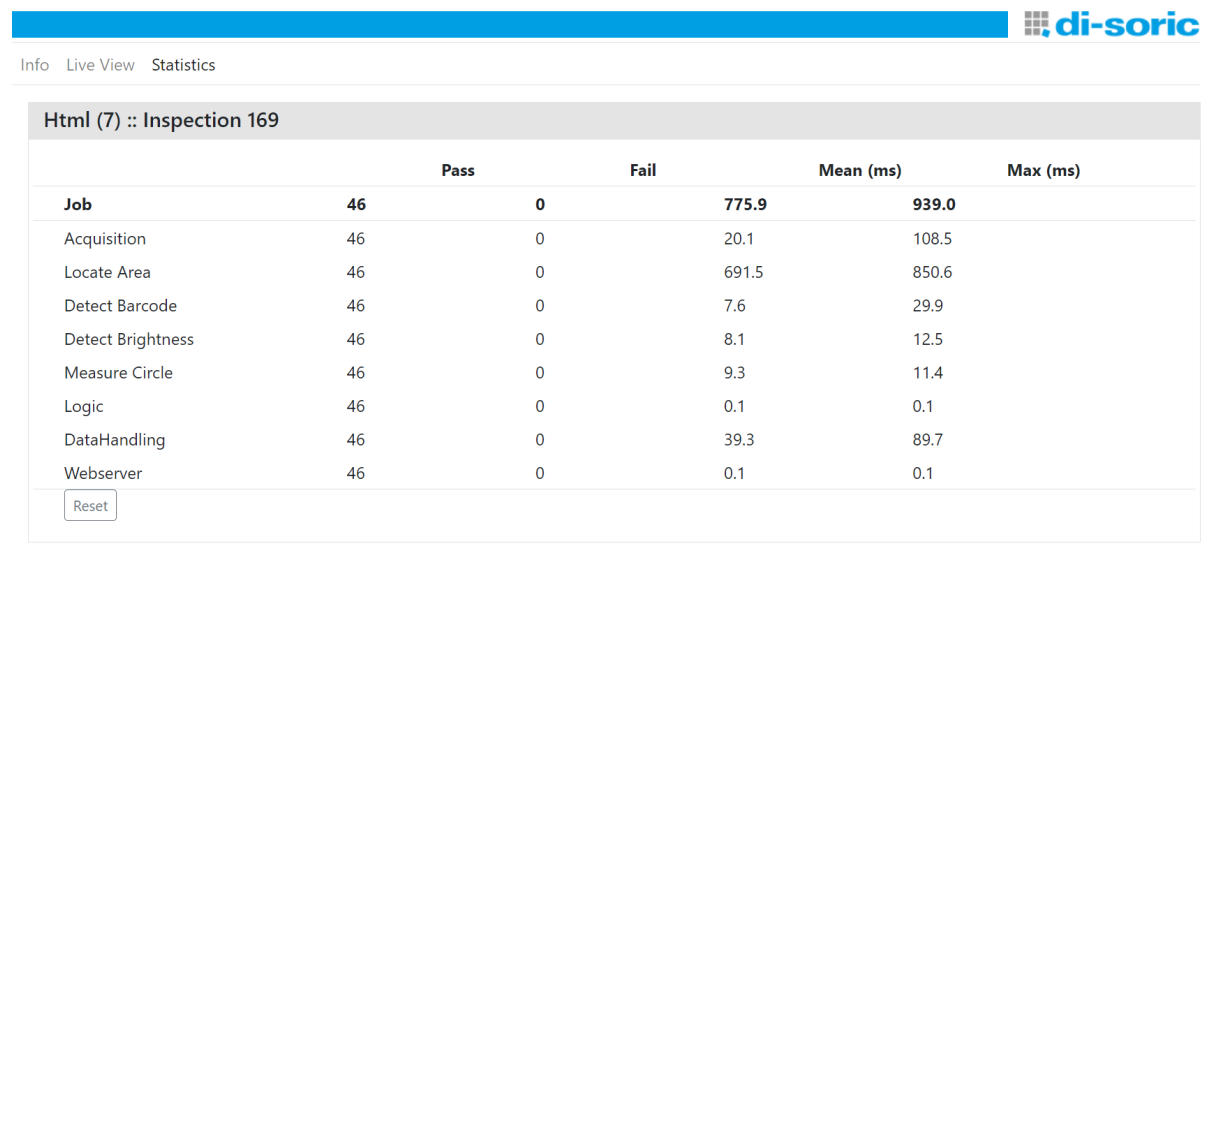 di-soric
Info Live View Statistics
Html (7) :: Inspection 169
Pass Fail Mean (ms) Max (ms)
Job 46 0 775.9 939.0
Acquisition 46 0 20.1 108.5
Locate Area 46 0 691.5 850.6
Detect Barcode 46 0 7.6 29.9
Detect Brightness 46 0 8.1 12.5
Measure Circle 46 0 9.3 11.4
Logic 46 0 0.1 0.1
DataHandling 46 0 39.3 89.7
Webserver 46 0 0.1 0.1
Reset